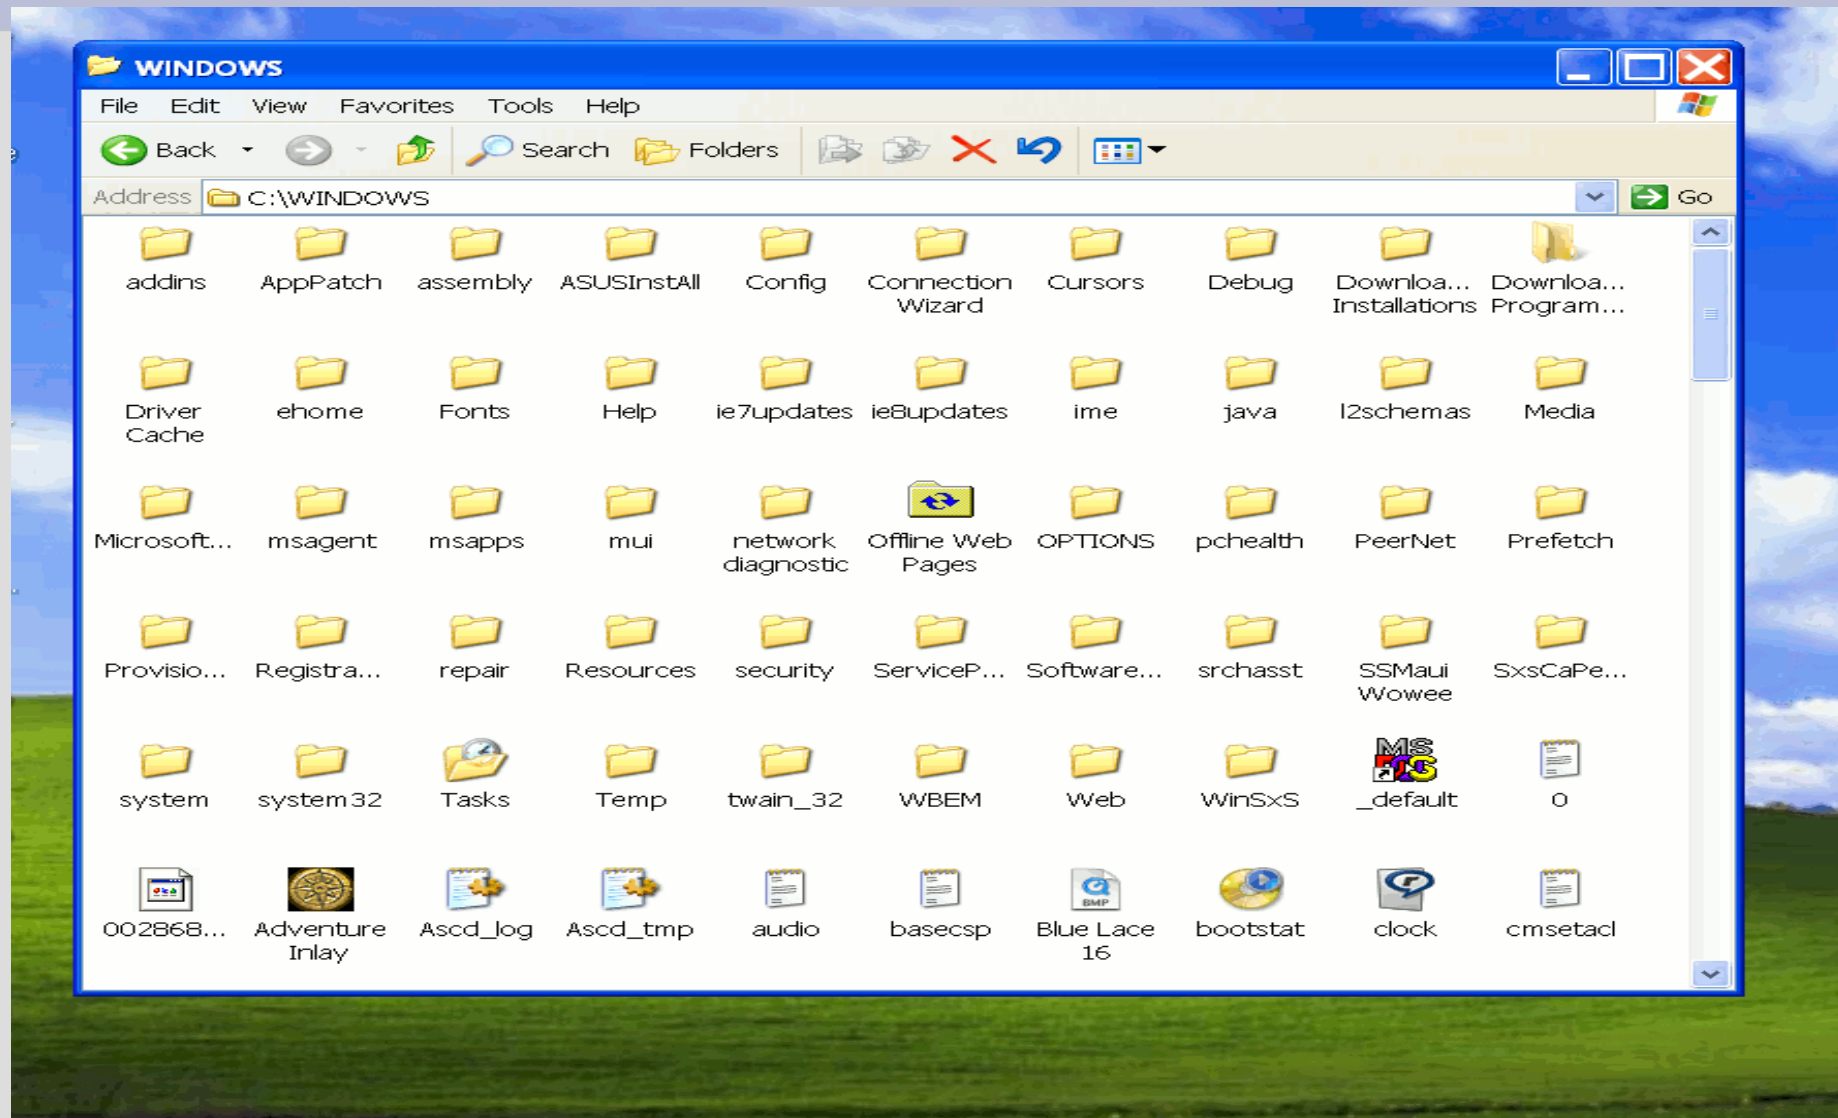 WINDOWS
File Edit View Favorites Tools Help
Back Search Folders
Address C:\WINDOWS Go
addins AppPatch assembly ASUSInstAll Config Connection Cursors Debug Downloa... Downloa...
Wizard Installations Program...
Driver ehome Fonts Help ie7updates ie8updates ime java l2schemas Media
Cache
Microsoft... msagent msapps mui network Offline Web OPTIONS pchealth PeerNet Prefetch
diagnostic Pages
Provisio... Registra... repair Resources security ServiceP... Software... srchasst SSMaui SxsCaPe...
Wowee
system system32 Tasks Temp twain_32 WBEM Web WinSxS _default 0
002868... Adventure Ascd_log Ascd_tmp audio basecsp Blue Lace bootstat clock cmsetacl
Inlay 16